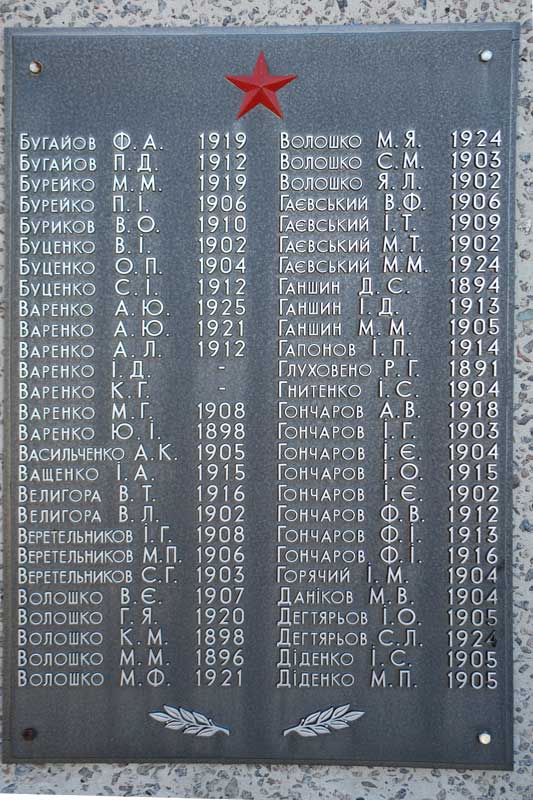 Бугайов Ф.А. 1919
Бугайов П.Д. 1912
Бурейко М.М. 1919
Бурейко П.І. 1906
Буриков В.О. 1910
Буценко В.І. 1902
Буценко О.П. 1904
Буценко С.І. 1912
Варенко А.Ю. 1925
Варенко А.Ю. 1921
Варенко А.Л. 1912
Варенко І.Д. -
Варенко К.Г. -
Варенко М.Г. 1908
Варенко Ю.І. 1898
Васильченко А.К. 1905
Ващенко І.А. 1915
Велигора В.Т. 1916
Велигора В.Л. 1902
Веретельников І.Г. 1908
Веретельников М.П. 1906
Веретельников С.Г. 1903
Волошко В.Є. 1907
Волошко Г.Я. 1920
Волошко К.М. 1898
Волошко М.М. 1896
Волошко М.Ф. 1921
Волошко М.Я. 1924
Волошко С.М. 1903
Волошко Я.Л. 1902
Гаєвський В.Ф. 1906
Гаєвський І.Т. 1909
Гаєвський М.Т. 1902
Гаєвський М.М. 1924
Ганшин Д.С. 1894
Ганшин І.Д. 1913
Ганшин М.М. 1905
Гапонов І.П. 1914
Глуховено Р.Г. 1891
Гнитенко І.С. 1904
Гончаров А.В. 1918
Гончаров І.Г. 1903
Гончаров І.Є. 1904
Гончаров І.О. 1915
Гончаров І.Є. 1902
Гончаров Ф.В. 1912
Гончаров Ф.І. 1913
Гончаров Ф.І. 1916
Горячий І.М. 1904
Даніков М.В. 1904
Дегтярьов І.О. 1905
Дегтярьов С.Л. 1924
Діденко І.С. 1905
Діденко М.П. 1905